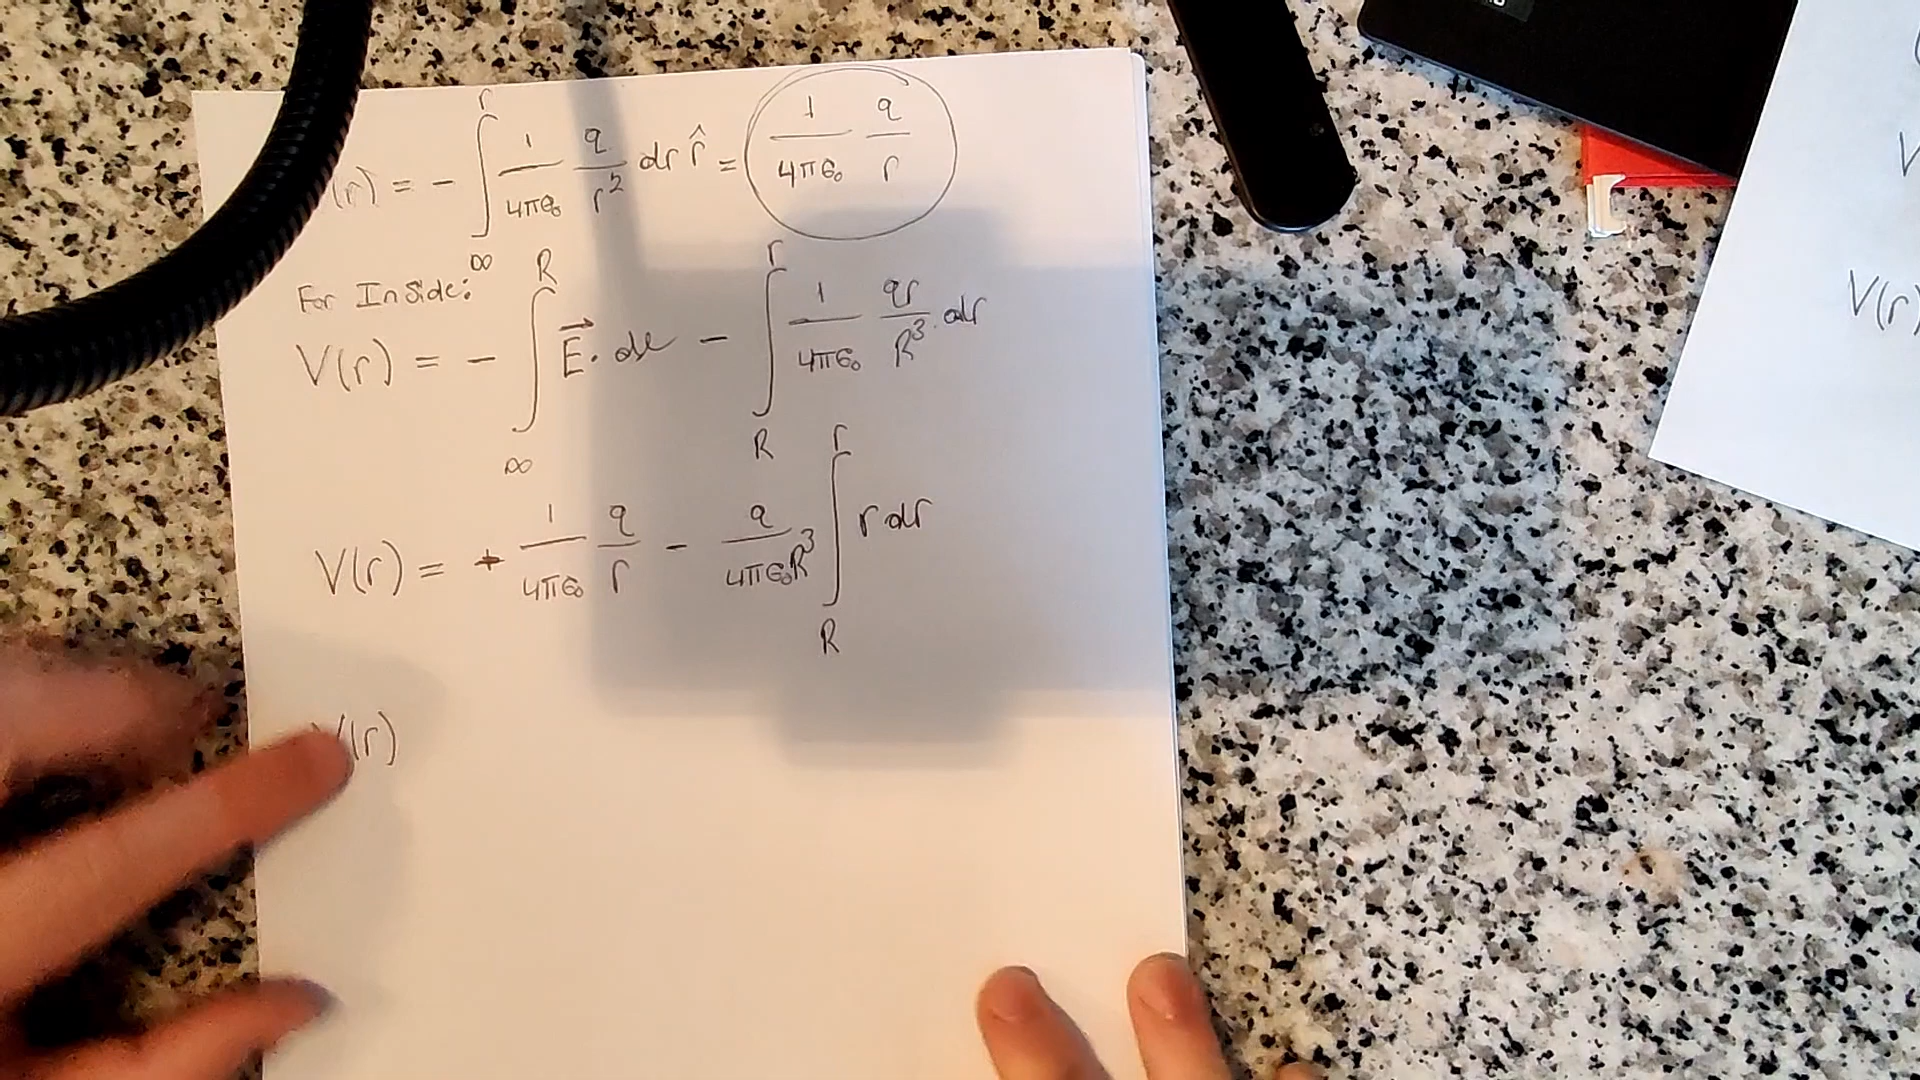 (r) = - ∫_∞^r 1/4πϵ₀ q/r² dr r̂ = 1/4πϵ₀ q/r
For Inside:
V(r) = - ∫_∞^R E⃗ · dl - ∫_R^r 1/4πϵ₀ qr/R³ · dr
V(r) = + 1/4πϵ₀ q/r - q/4πϵ₀R³ ∫_R^r r dr
V(r)
V
V(r)